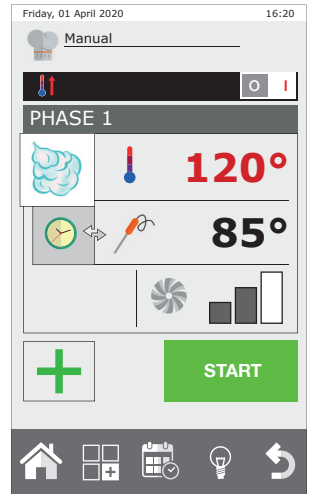 Friday, 01 April 2020 16:20
Manual
O I
PHASE 1
120°
85°
START